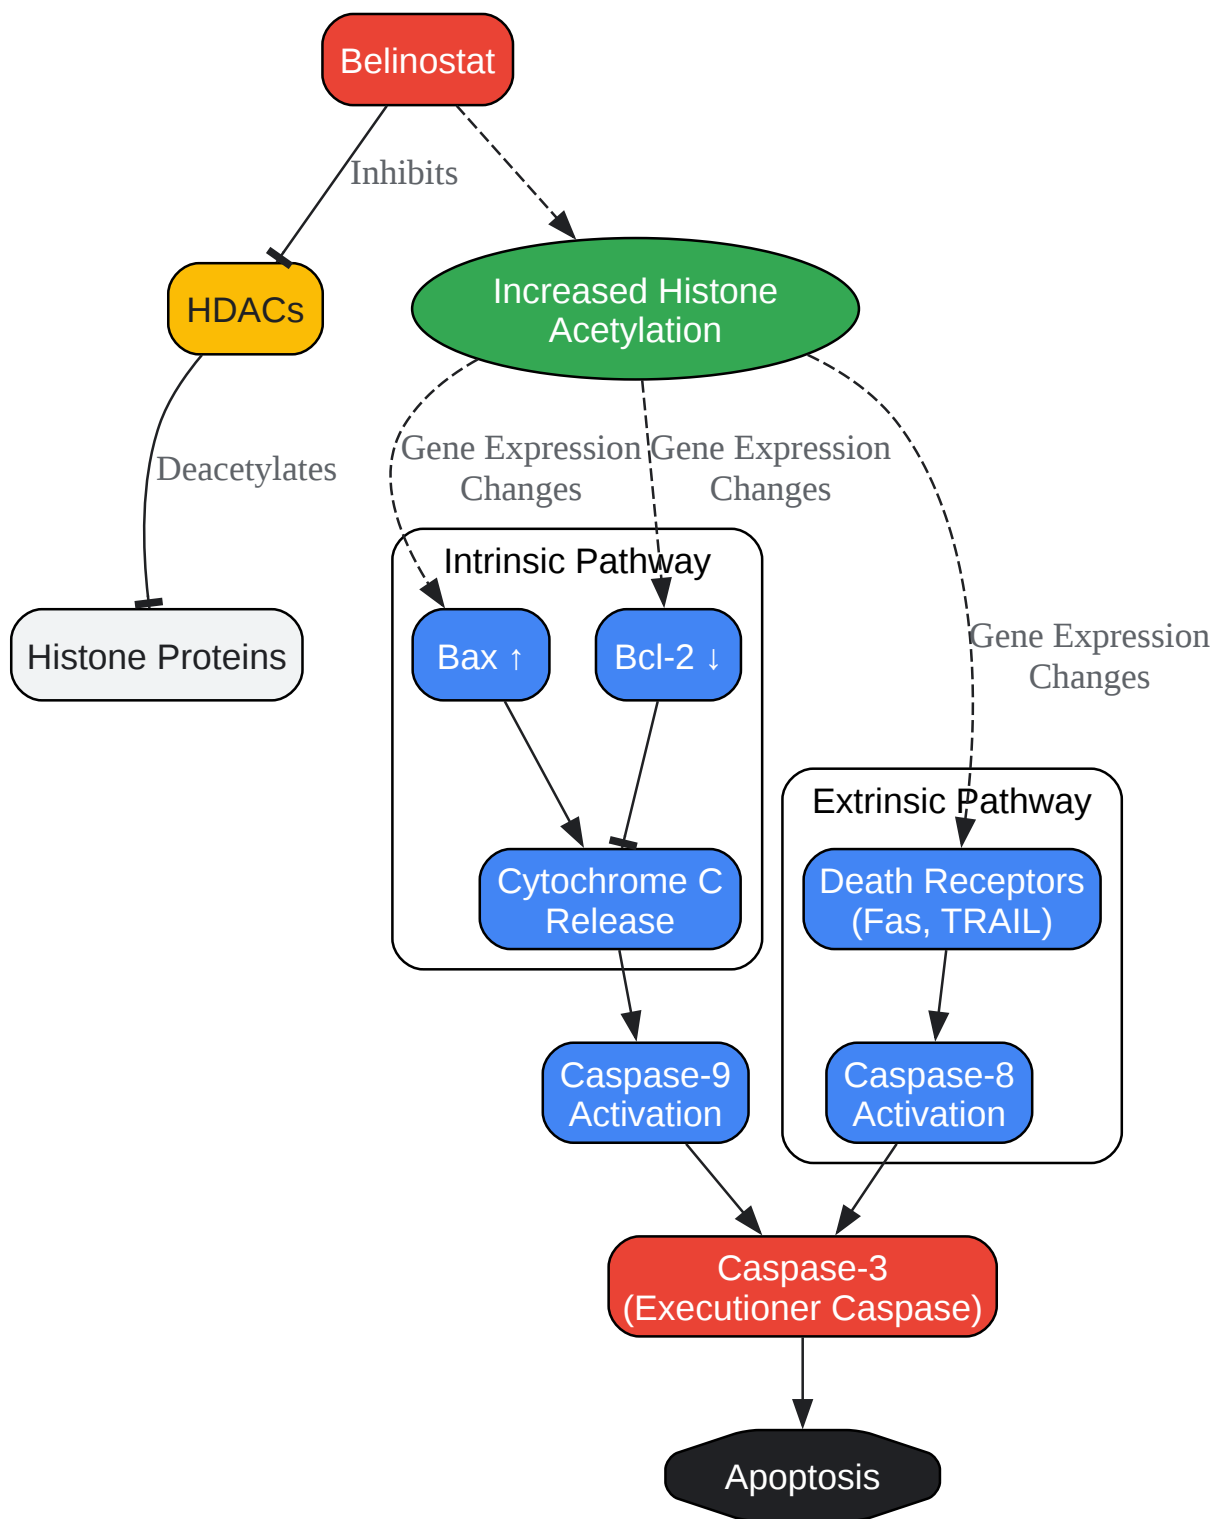 Belinostat
Inhibits
HDACs
Increased Histone
Acetylation
Deacetylates
Gene Expression
Changes
Gene Expression
Changes
Intrinsic Pathway
Histone Proteins
Bax ↑
Bcl-2 ↓
Gene Expression
Changes
Extrinsic Pathway
Cytochrome C
Release
Death Receptors
(Fas, TRAIL)
Caspase-9
Activation
Caspase-8
Activation
Caspase-3
(Executioner Caspase)
Apoptosis